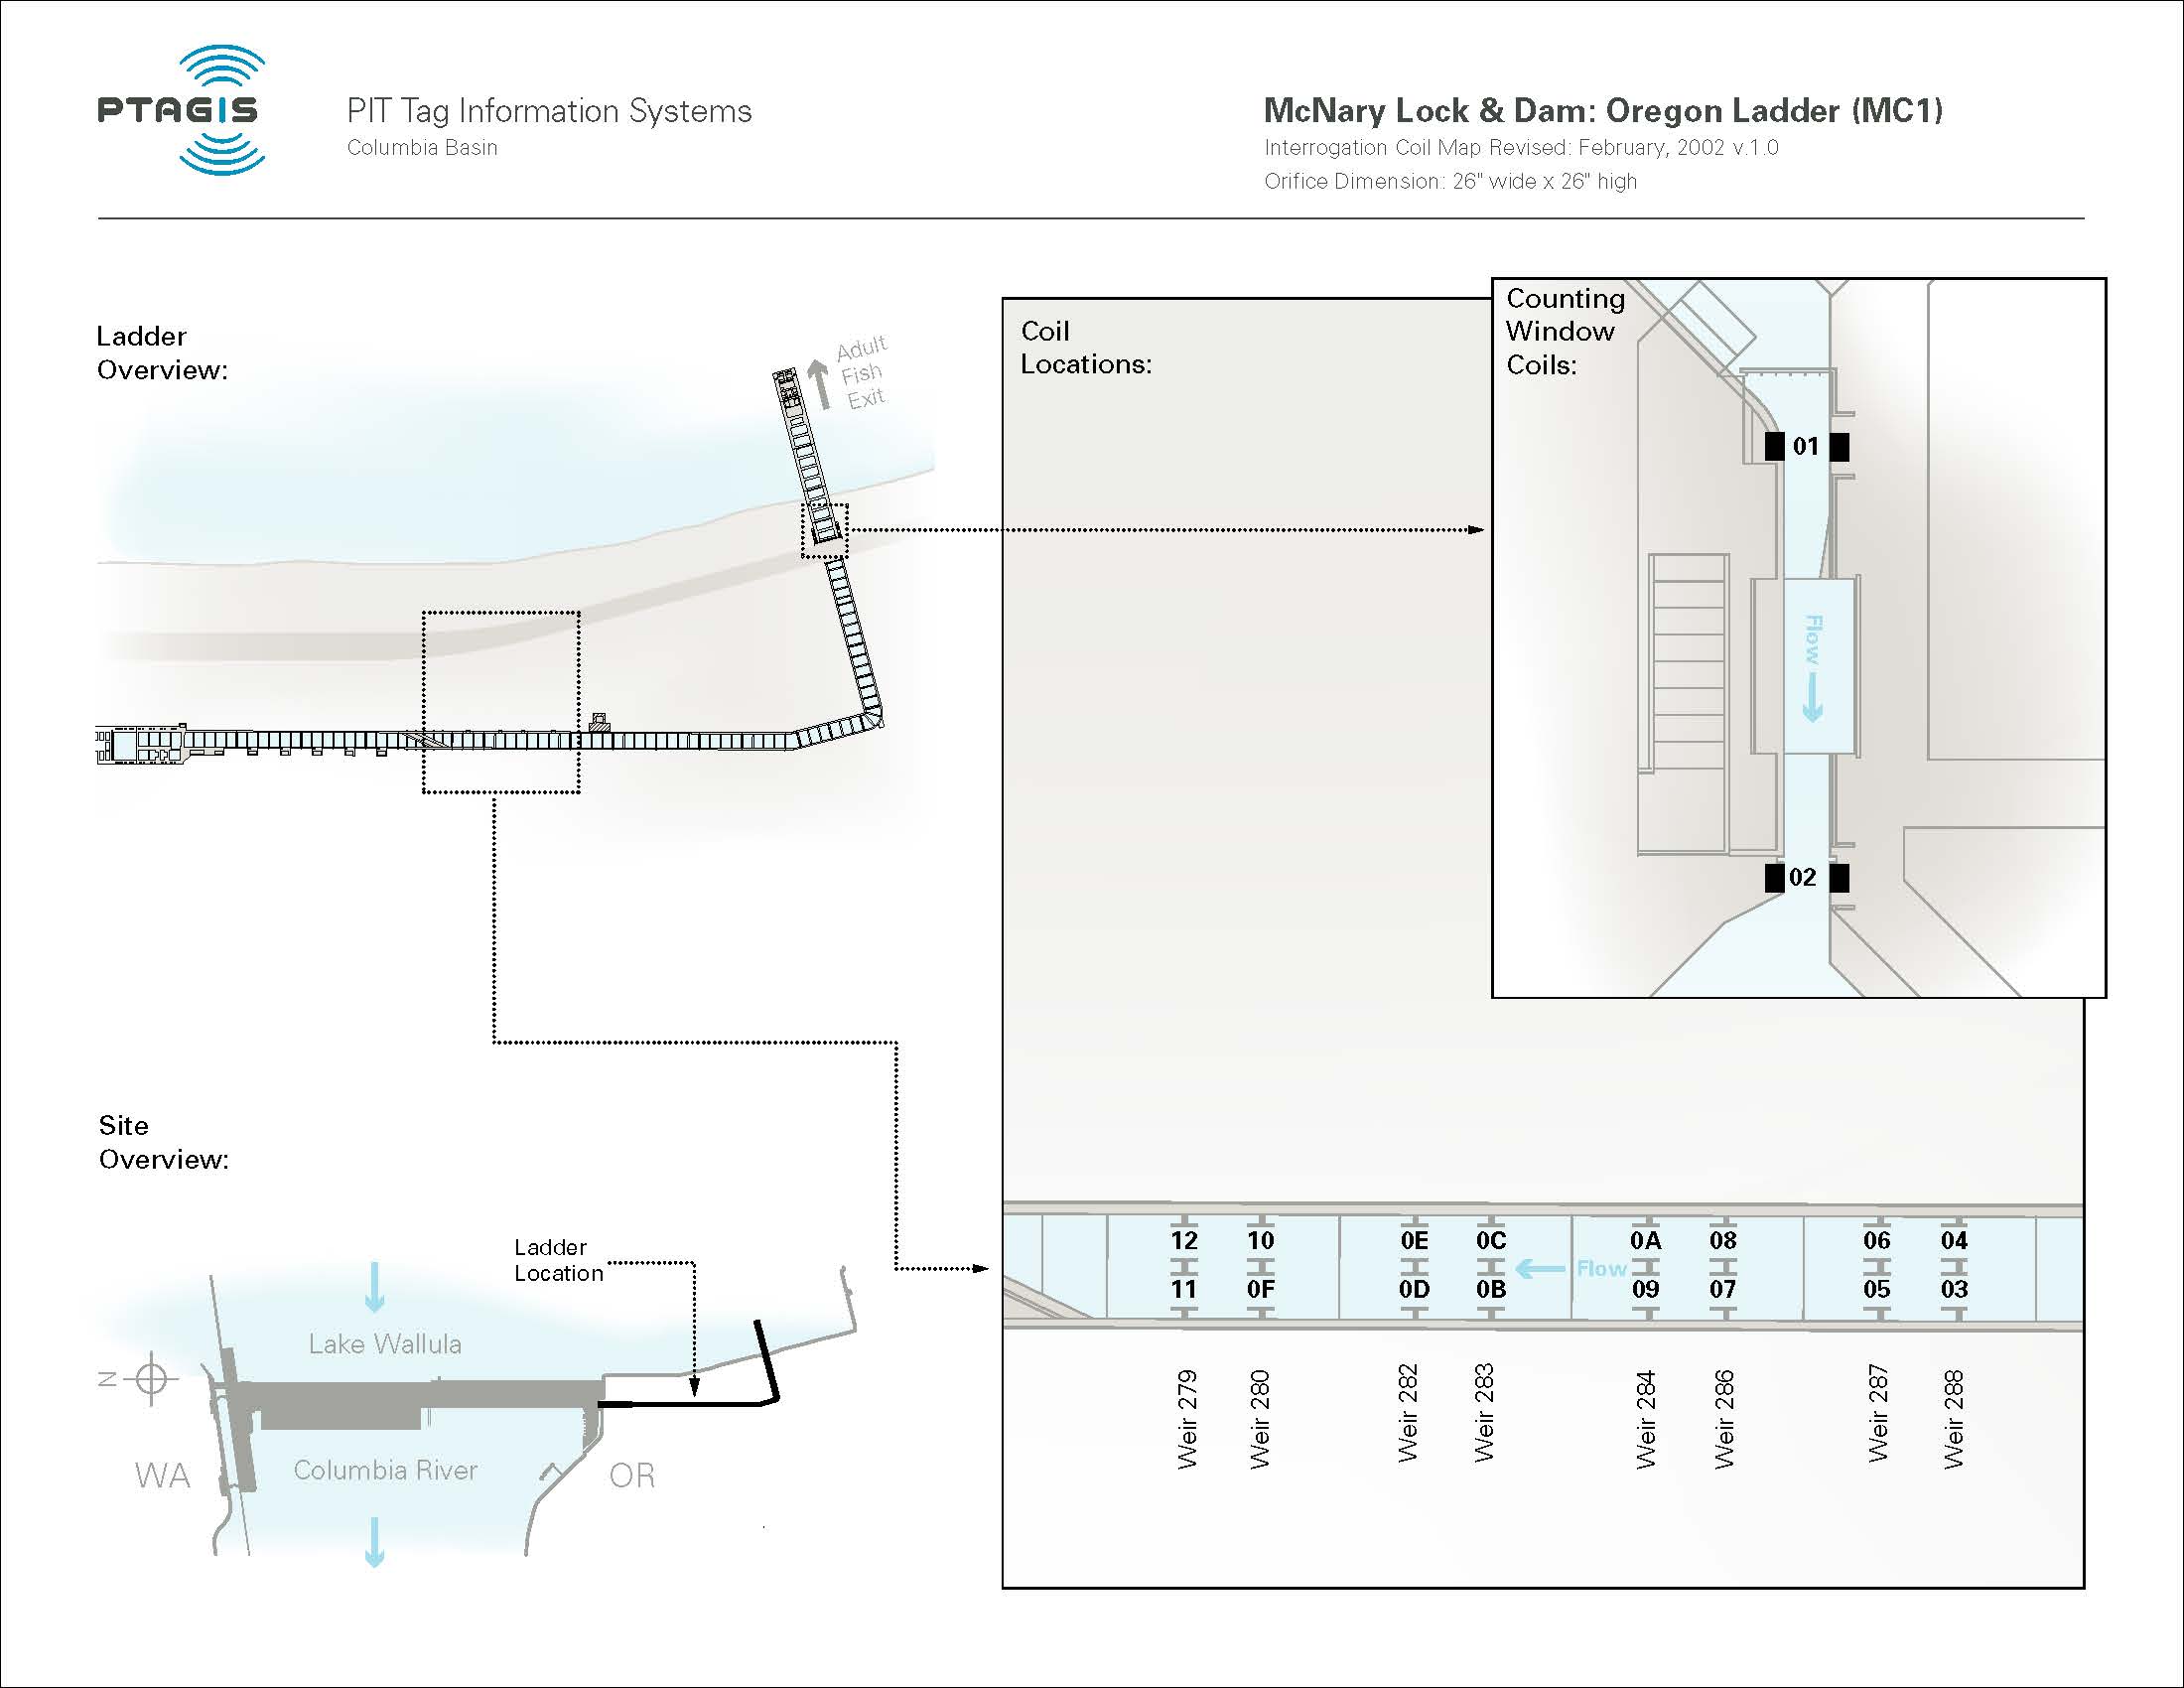 PTAGIS
PIT Tag Information Systems
Columbia Basin
McNary Lock & Dam: Oregon Ladder (MC1)
Interrogation Coil Map Revised: February, 2002 v.1.0
Orifice Dimension: 26" wide x 26" high
Ladder
Overview:
Adult
Fish
Exit
Coil
Locations:
Counting
Window
Coils:
01
Flow
02
Site
Overview:
Ladder
Location
Lake Wallula
N
WA
Columbia River
OR
12 10 0E 0C 0A 08 06 04
Flow
11 0F 0D 0B 09 07 05 03
Weir 279
Weir 280
Weir 282
Weir 283
Weir 284
Weir 286
Weir 287
Weir 288